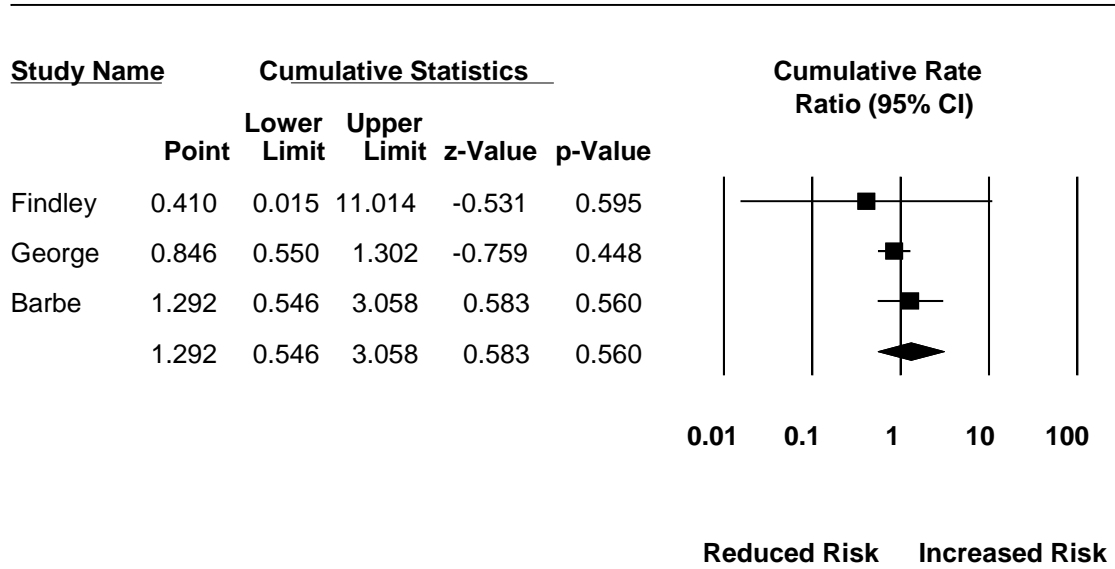 Study Name Cumulative Statistics Cumulative Rate
Ratio (95% CI)
Lower Upper
Point Limit Limit z-Value p-Value
Findley 0.410 0.015 11.014 -0.531 0.595
George 0.846 0.550 1.302 -0.759 0.448
Barbe 1.292 0.546 3.058 0.583 0.560
1.292 0.546 3.058 0.583 0.560
0.01 0.1 1 10 100
Reduced Risk Increased Risk